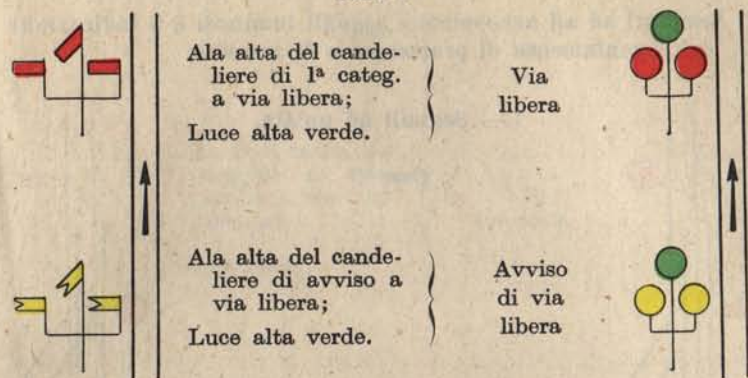 Ala alta del cande-
liere di 1ª categ.
a via libera;
Luce alta verde.
Via
libera
Ala alta del cande-
liere di avviso a
via libera;
Luce alta verde.
Avviso
di via
libera